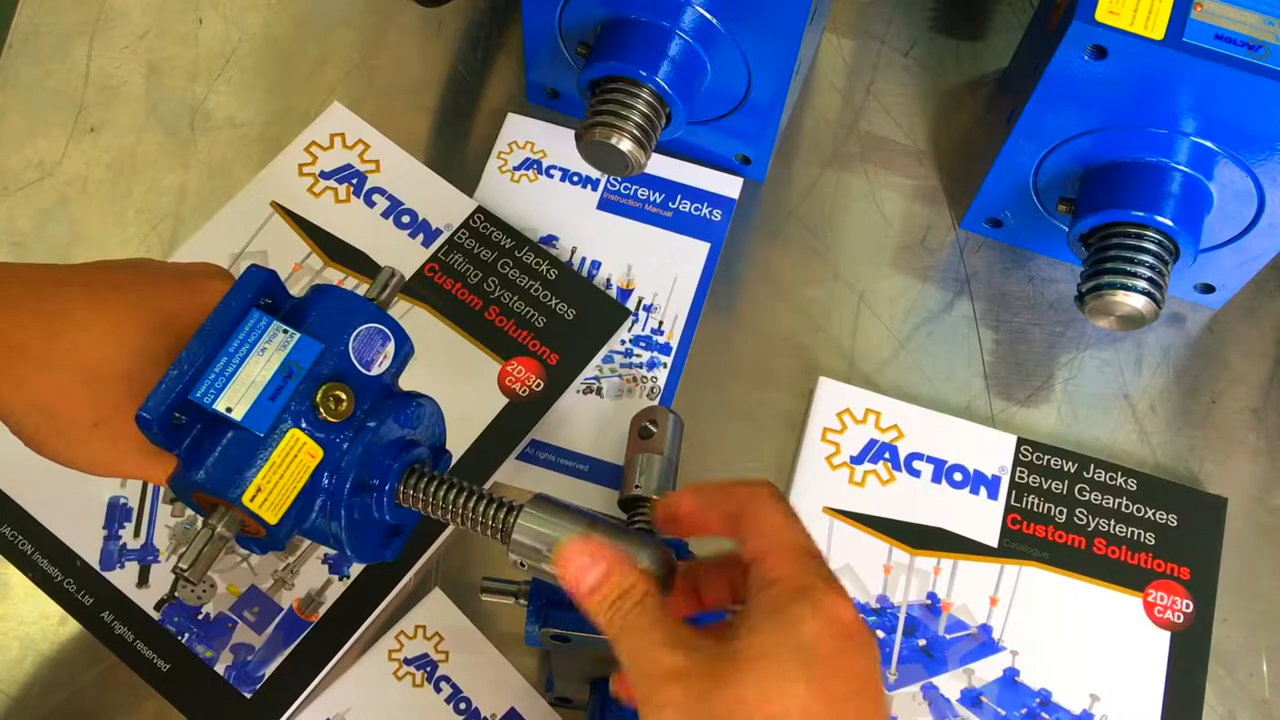 JACTON®
Screw Jacks
Bevel Gearboxes
Lifting Systems
Custom Solutions
2D/3D
CAD
JACTON Industry Co.,Ltd All rights reserved
JACTON
Screw Jacks
Instruction Manual
All rights reserved
JACTON
MODEL
SERIAL NO
JACTON INDUSTRY CO.,LTD
MADE IN CHINA
JACTON®
Screw Jacks
Bevel Gearboxes
Lifting Systems
Custom Solutions
Catalogue
2D/3D
CAD
JACTON
JACTON